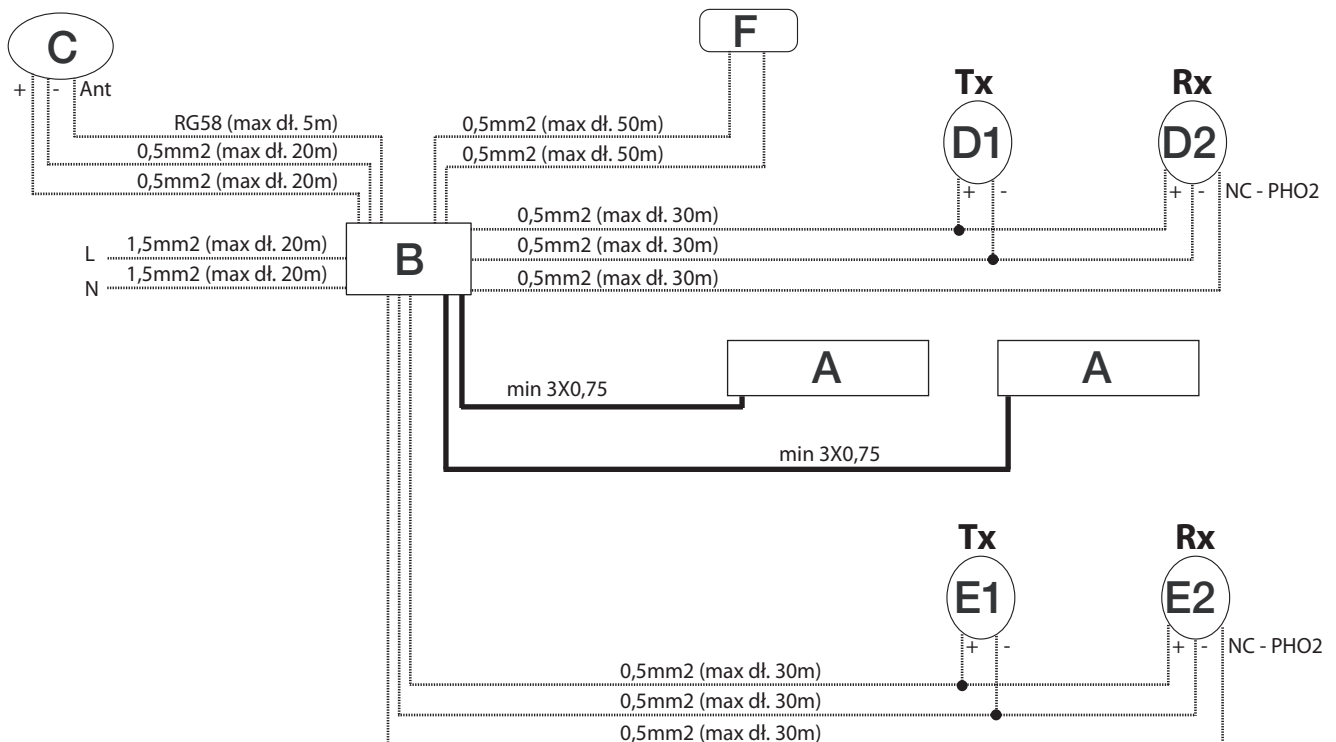 C
+ - Ant
F
Tx
Rx
D1
D2
+ -
+ - NC - PHO2
RG58 (max dł. 5m)
0,5mm2 (max dł. 20m)
0,5mm2 (max dł. 20m)
0,5mm2 (max dł. 50m)
0,5mm2 (max dł. 50m)
L 1,5mm2 (max dł. 20m)
N 1,5mm2 (max dł. 20m)
B
0,5mm2 (max dł. 30m)
0,5mm2 (max dł. 30m)
0,5mm2 (max dł. 30m)
A
A
min 3X0,75
min 3X0,75
Tx
Rx
E1
E2
+ -
+ - NC - PHO2
0,5mm2 (max dł. 30m)
0,5mm2 (max dł. 30m)
0,5mm2 (max dł. 30m)